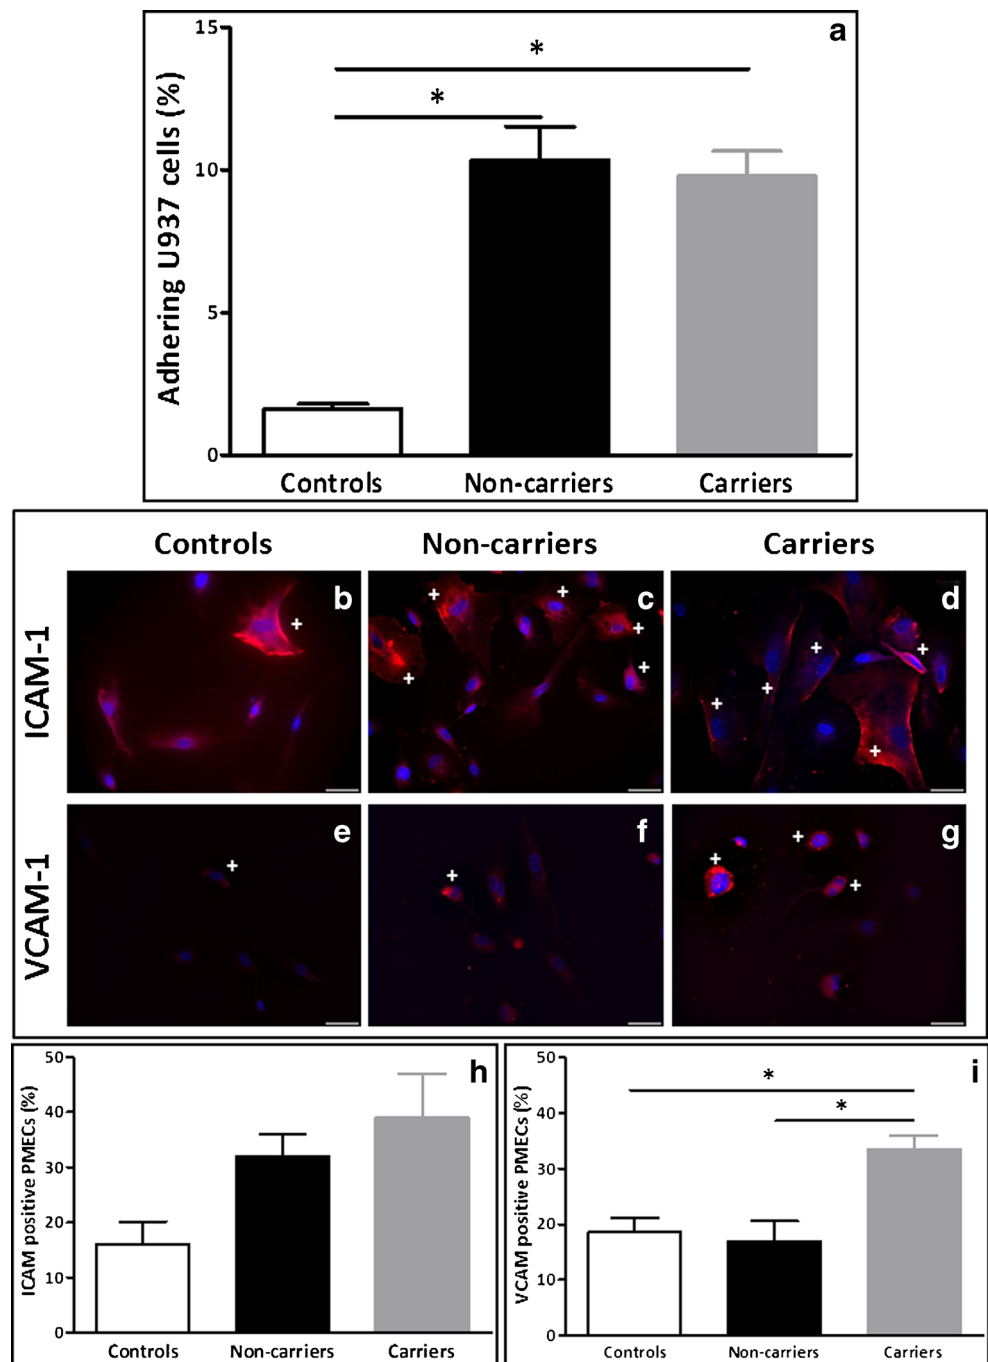 a
Adhering U937 cells (%)
15
10
5
0
*
*
Controls Non-carriers Carriers
Controls Non-carriers Carriers
ICAM-1
b c d
+ + + + + + + + + + +
VCAM-1
e f g
+ + + + +
h
ICAM positive PMECs (%)
50
40
30
20
10
0
Controls Non-carriers Carriers
i
VCAM positive PMECs (%)
50
40
30
20
10
0
*
*
Controls Non-carriers Carriers